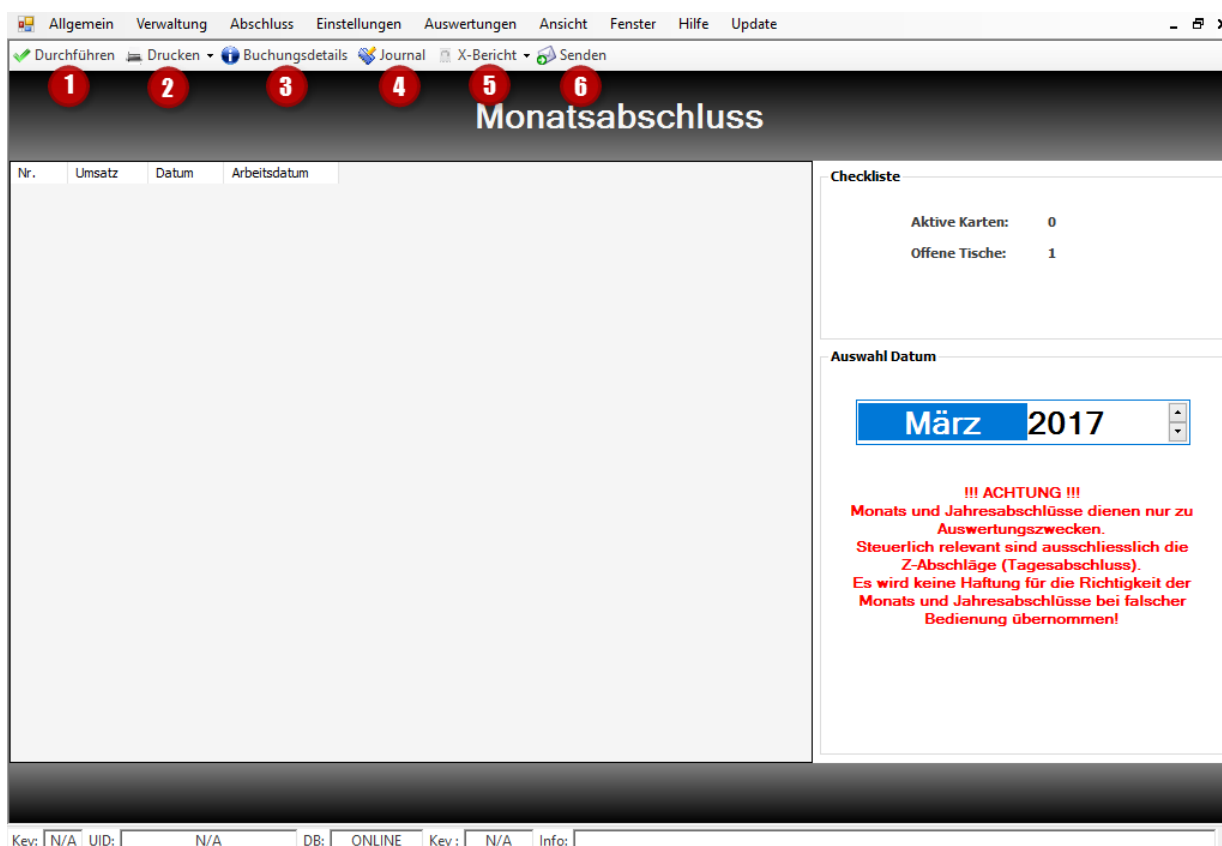 Allgemein Verwaltung Abschluss Einstellungen Auswertungen Ansicht Fenster Hilfe Update
Durchführen Drucken Buchungsdetails Journal X-Bericht Senden
1 2 3 4 5 6
Monatsabschluss
Nr. Umsatz Datum Arbeitsdatum
Checkliste
Aktive Karten: 0
Offene Tische: 1
Auswahl Datum
März 2017
!!! ACHTUNG !!!
Monats und Jahresabschlüsse dienen nur zu
Auswertungszwecken.
Steuerlich relevant sind ausschliesslich die
Z-Abschläge (Tagesabschluss).
Es wird keine Haftung für die Richtigkeit der
Monats und Jahresabschlüsse bei falscher
Bedienung übernommen!
Key: N/A UID: N/A DB: ONLINE Key : N/A Info: